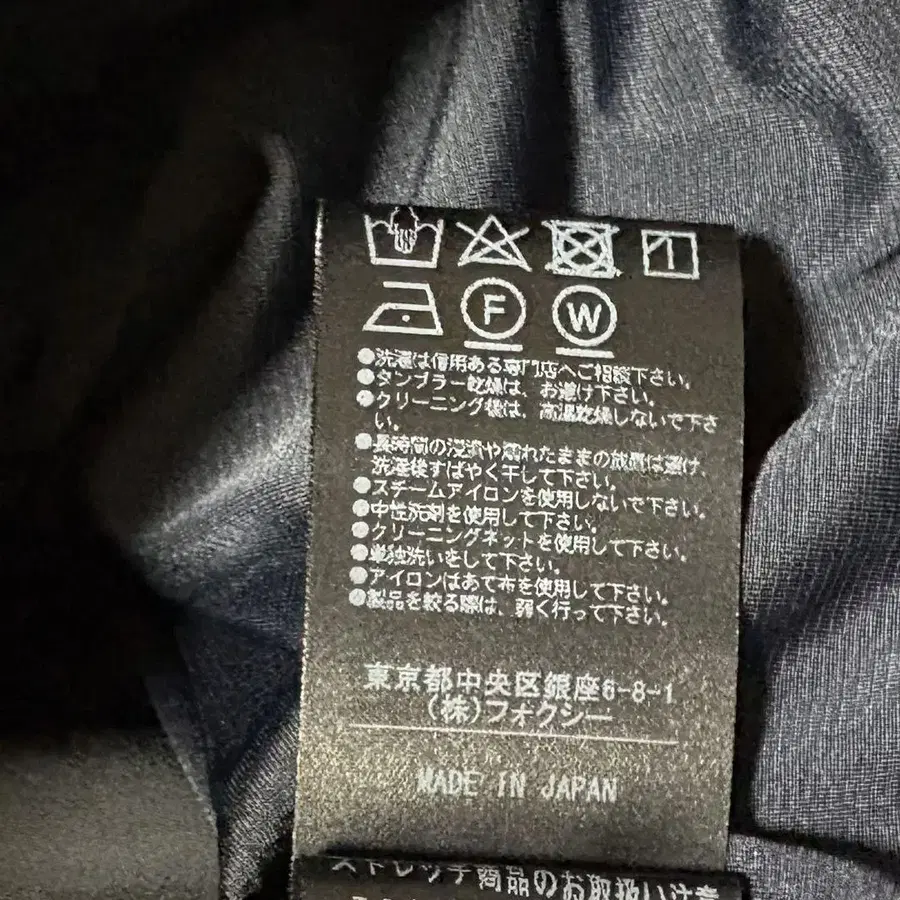 F W
●洗濯は信用ある専門店へご相談下さい。
●タンブラー乾燥は、お避け下さい。
●クリーニング後は、高温乾燥しないで下さ
い。
●長時間の浸漬や濡れたままの放置は避け、
洗濯後すばやく干して下さい。
●スチームアイロンを使用しないで下さい。
●中性洗剤を使用して下さい。
●クリーニングネットを使用して下さい。
●単独洗いをして下さい。
●アイロンはあて布を使用して下さい。
●製品を絞る際は、弱く行って下さい。
東京都中央区銀座6-8-1
(株)フォクシー
MADE IN JAPAN
ストレッチ商品のお取扱い注意